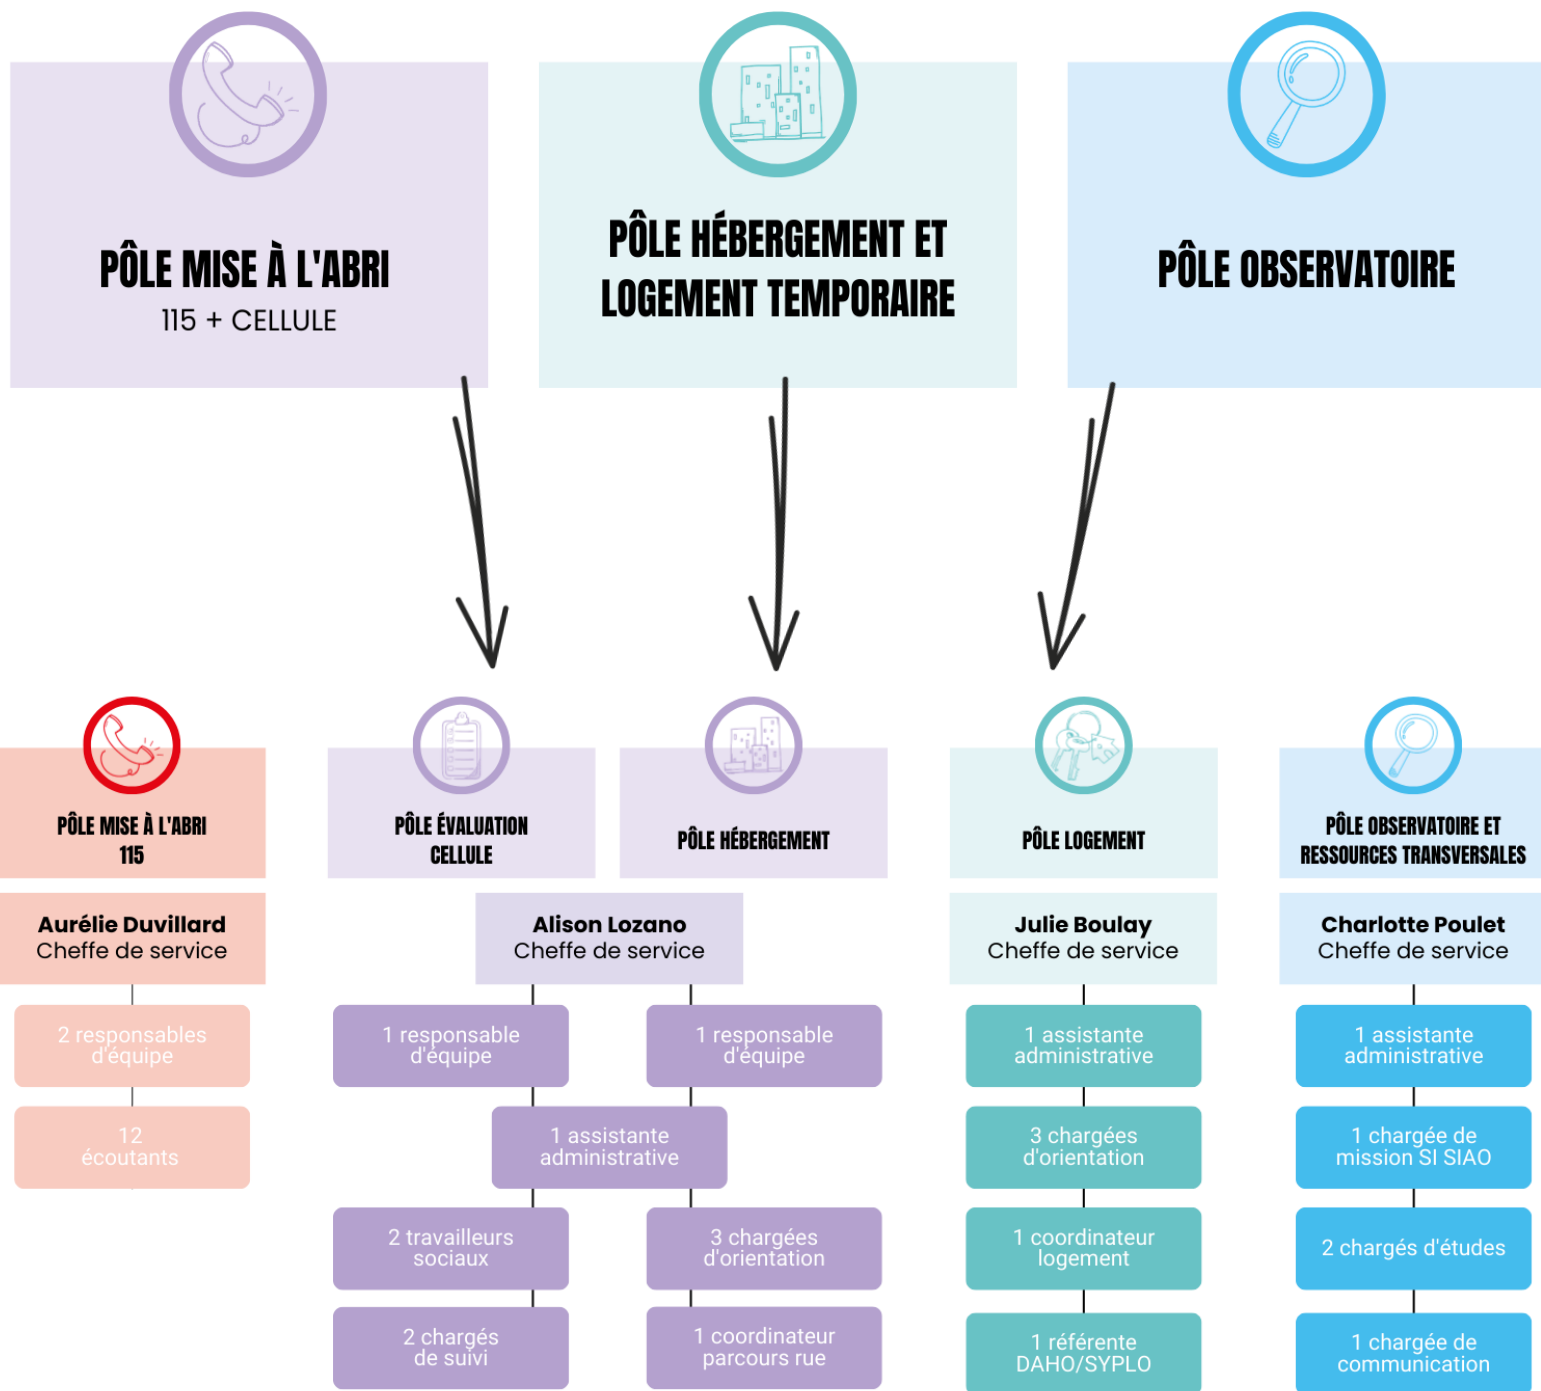 PÔLE MISE À L'ABRI
115 + CELLULE
PÔLE HÉBERGEMENT ET
LOGEMENT TEMPORAIRE
PÔLE OBSERVATOIRE
PÔLE MISE À L'ABRI
115
PÔLE ÉVALUATION
CELLULE
PÔLE HÉBERGEMENT
PÔLE LOGEMENT
PÔLE OBSERVATOIRE ET
RESSOURCES TRANSVERSALES
Aurélie Duvillard
Cheffe de service
Alison Lozano
Cheffe de service
Julie Boulay
Cheffe de service
Charlotte Poulet
Cheffe de service
2 responsables
d'équipe
12
écoutants
1 responsable
d'équipe
1 responsable
d'équipe
1 assistante
administrative
2 travailleurs
sociaux
3 chargées
d'orientation
2 chargés
de suivi
1 coordinateur
parcours rue
1 assistante
administrative
3 chargées
d'orientation
1 coordinateur
logement
1 référente
DAHO/SYPLO
1 assistante
administrative
1 chargée de
mission SI SIAO
2 chargés d'études
1 chargée de
communication